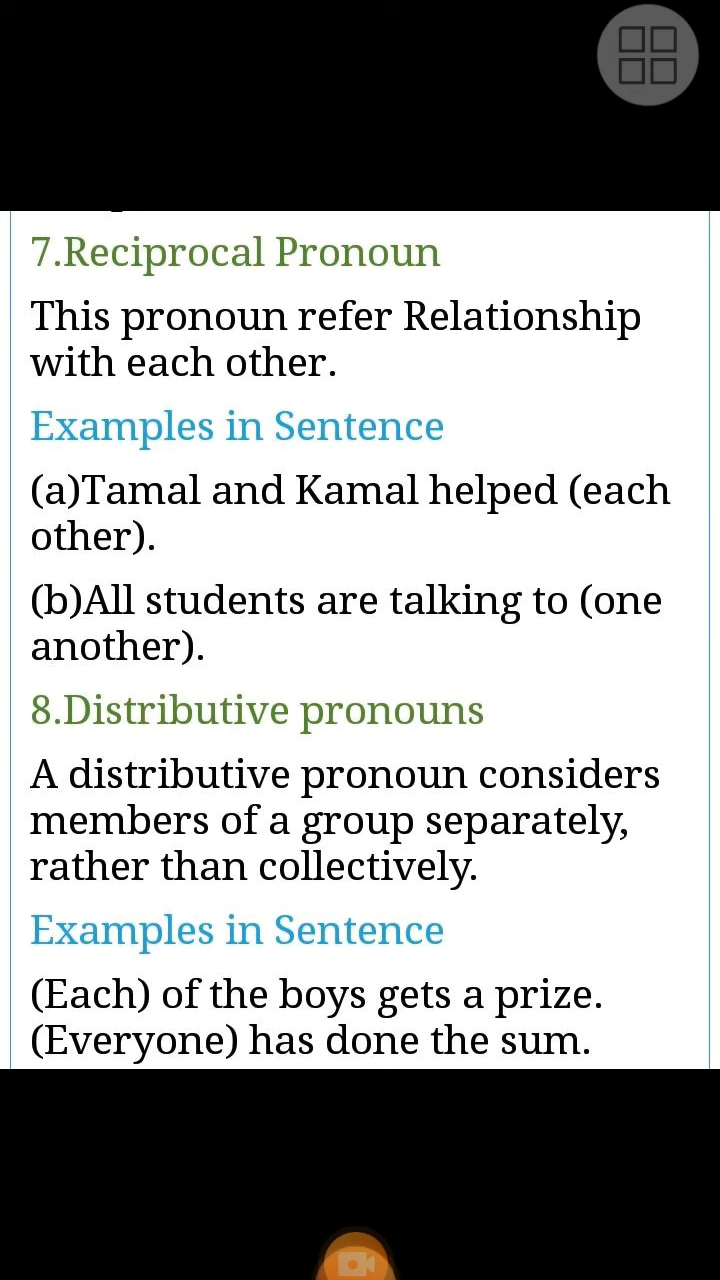 7.Reciprocal Pronoun
This pronoun refer Relationship
with each other.
Examples in Sentence
(a)Tamal and Kamal helped (each
other).
(b)All students are talking to (one
another).
8.Distributive pronouns
A distributive pronoun considers
members of a group separately,
rather than collectively.
Examples in Sentence
(Each) of the boys gets a prize.
(Everyone) has done the sum.